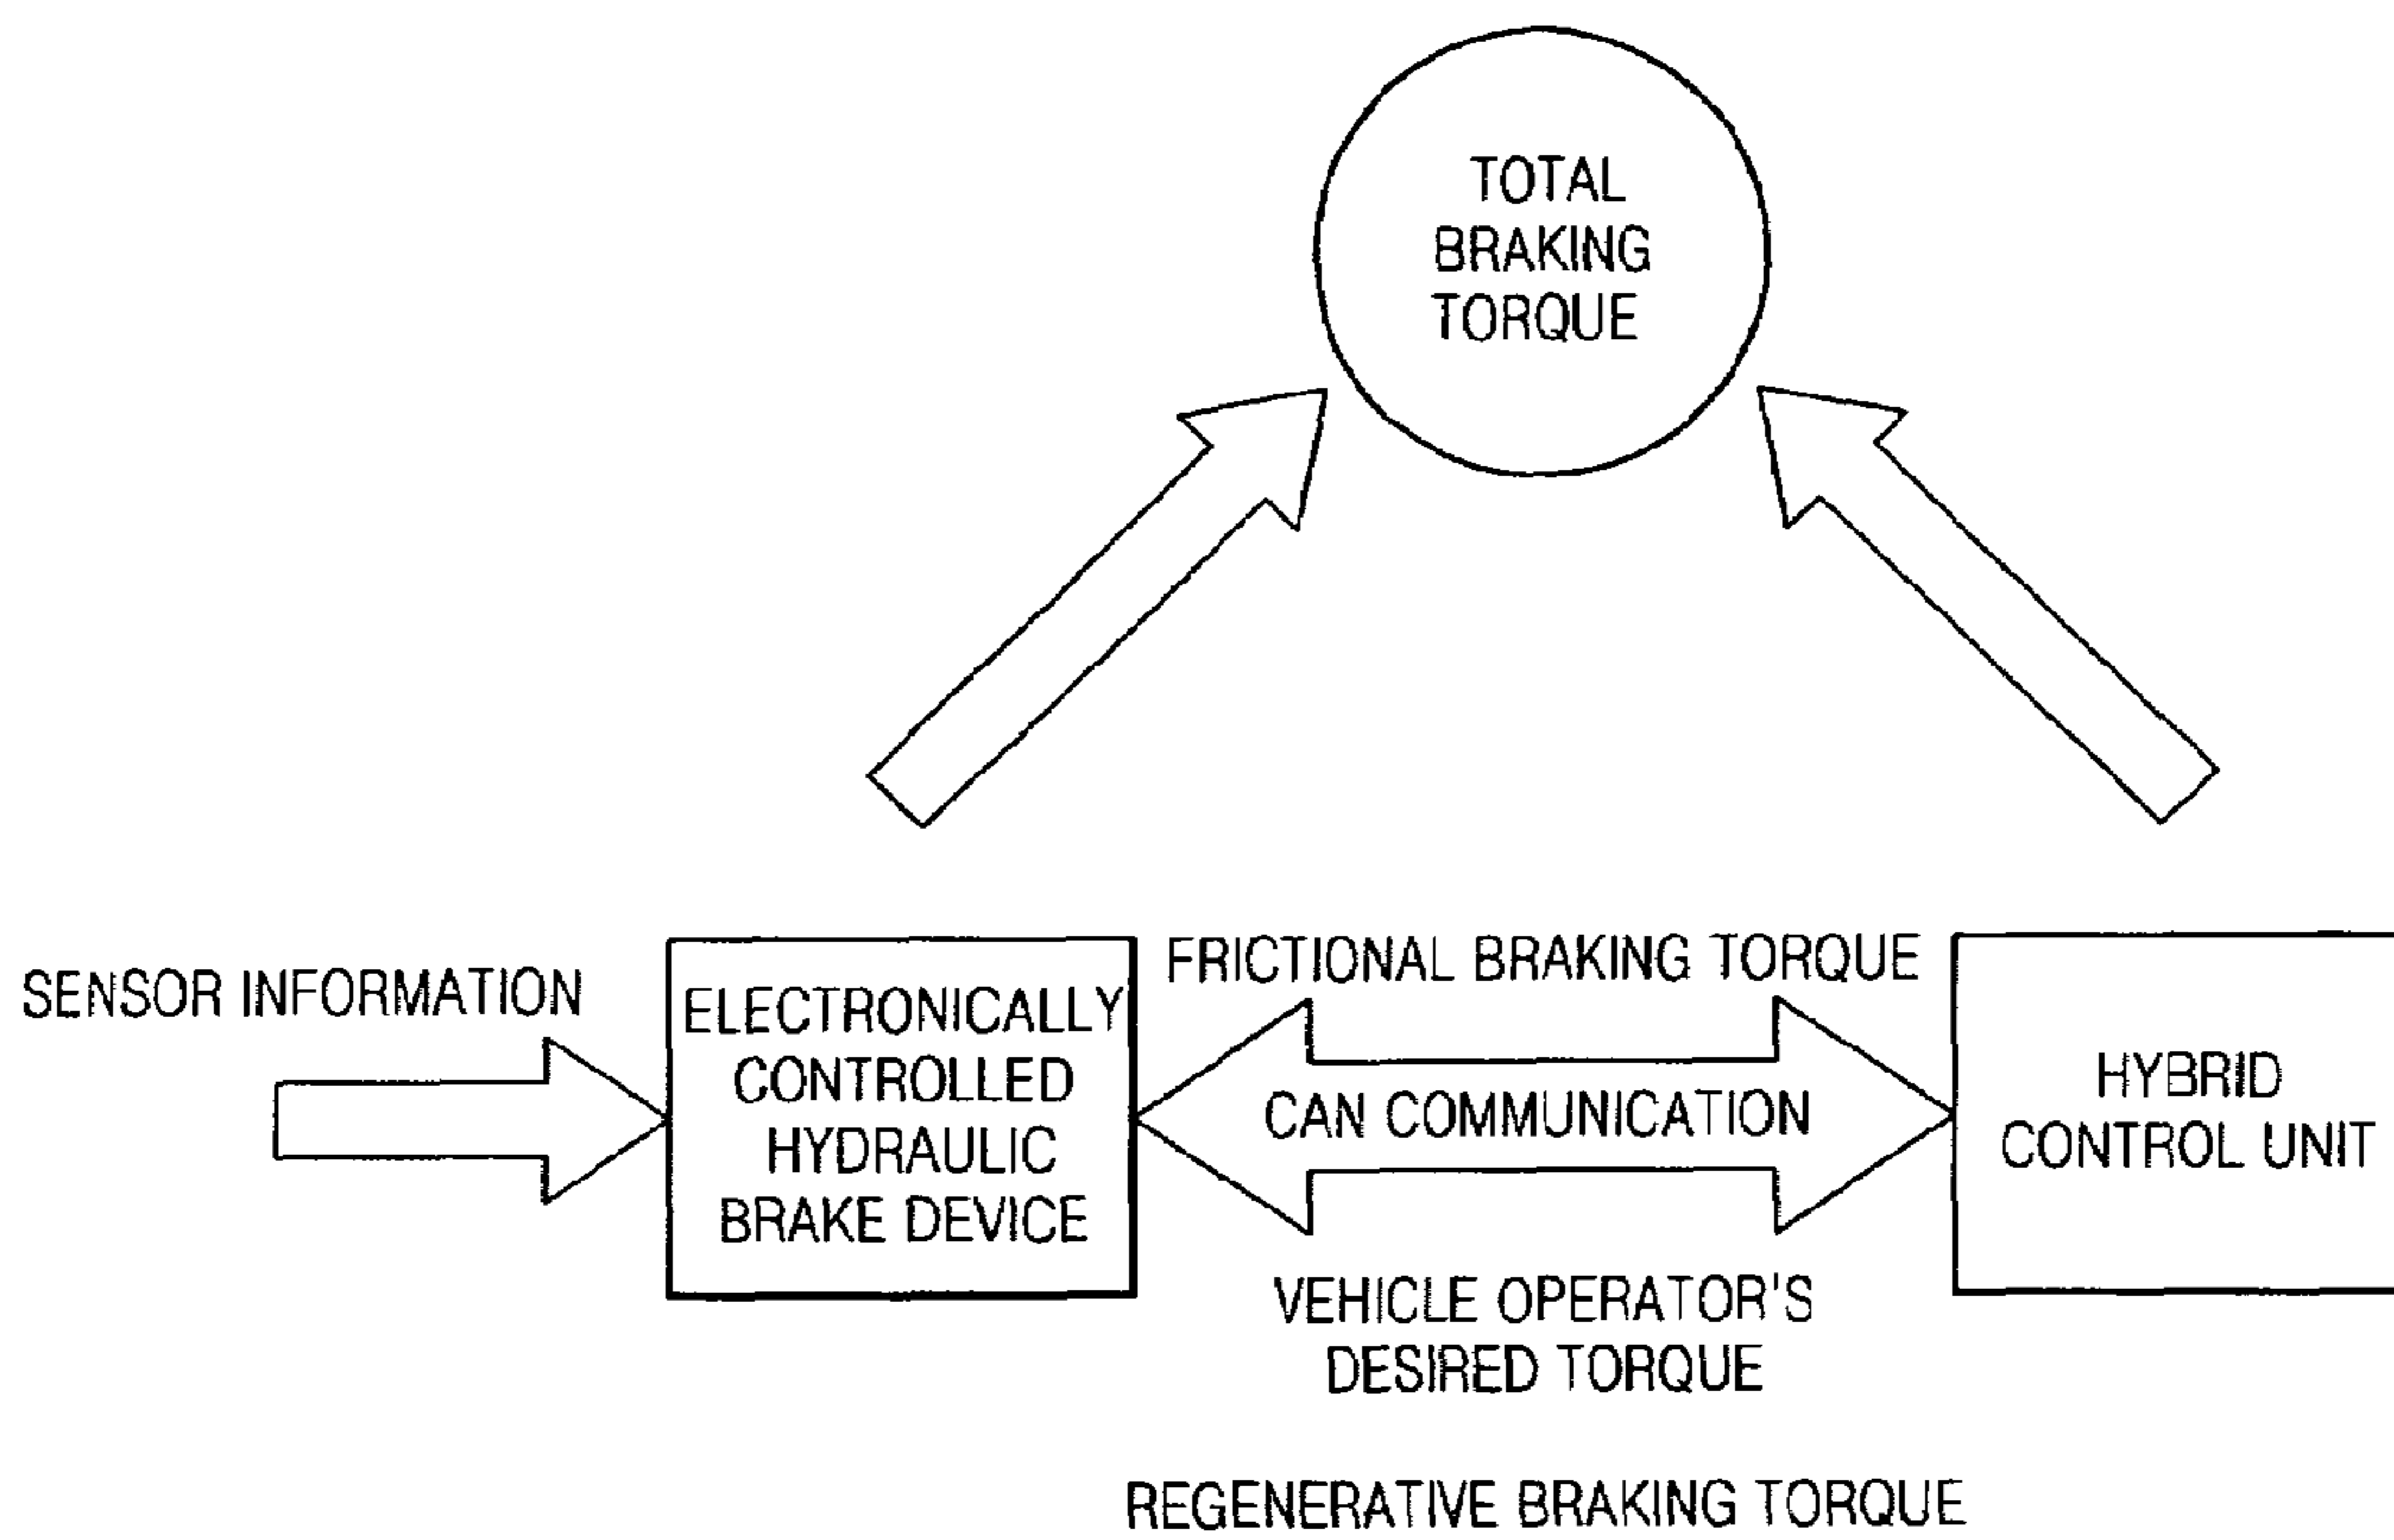 TOTAL
BRAKING
TORQUE
SENSOR INFORMATION
ELECTRONICALLY
CONTROLLED
HYDRAULIC
BRAKE DEVICE
FRICTIONAL BRAKING TORQUE
CAN COMMUNICATION
VEHICLE OPERATOR'S
DESIRED TORQUE
REGENERATIVE BRAKING TORQUE
HYBRID
CONTROL UNIT